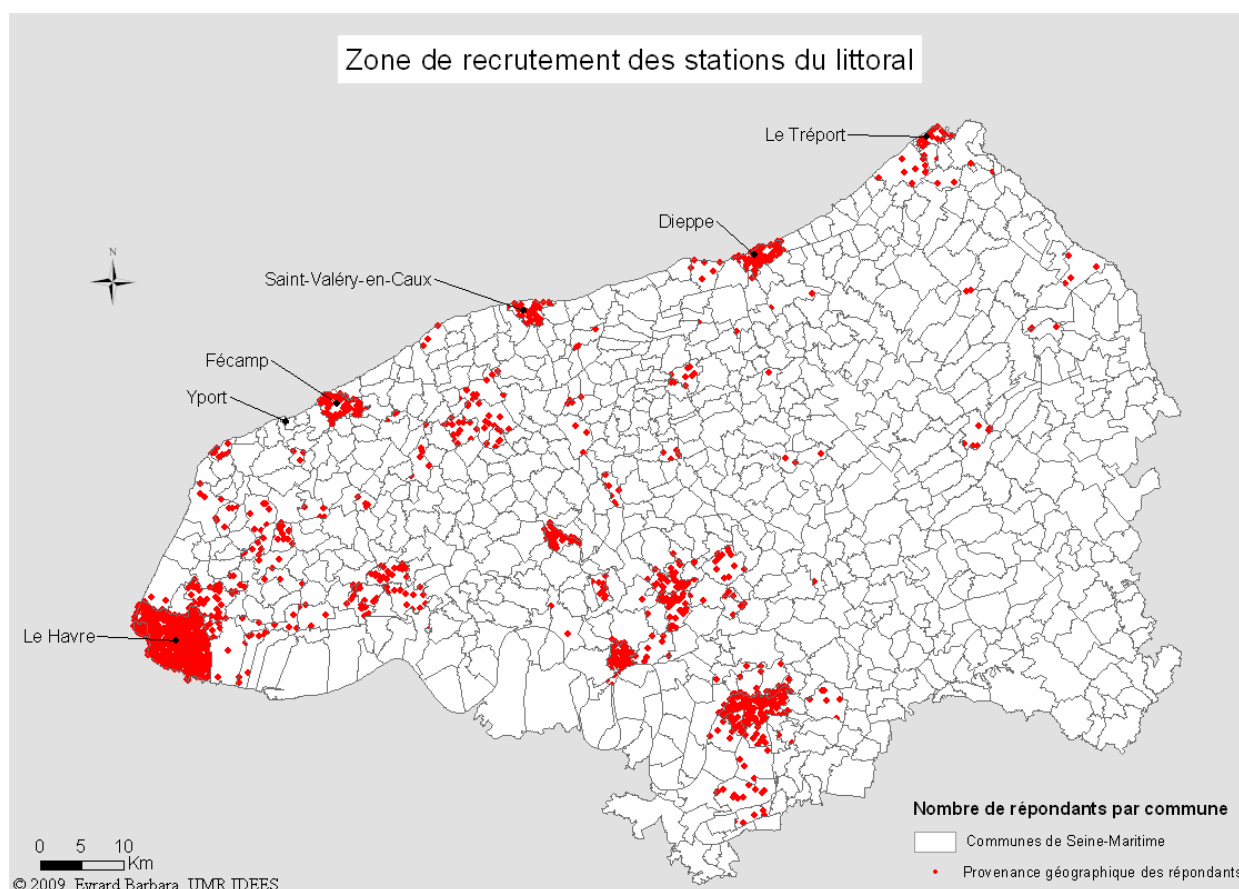 Zone de recrutement des stations du littoral
Le Tréport
Dieppe
N
Saint-Valéry-en-Caux
Fécamp
Yport
Le Havre
Nombre de répondants par commune
Communes de Seine-Maritime
Provenance géographique des répondants
0 5 10
Km
© 2009, Evrard Barbara, UMR IDEES